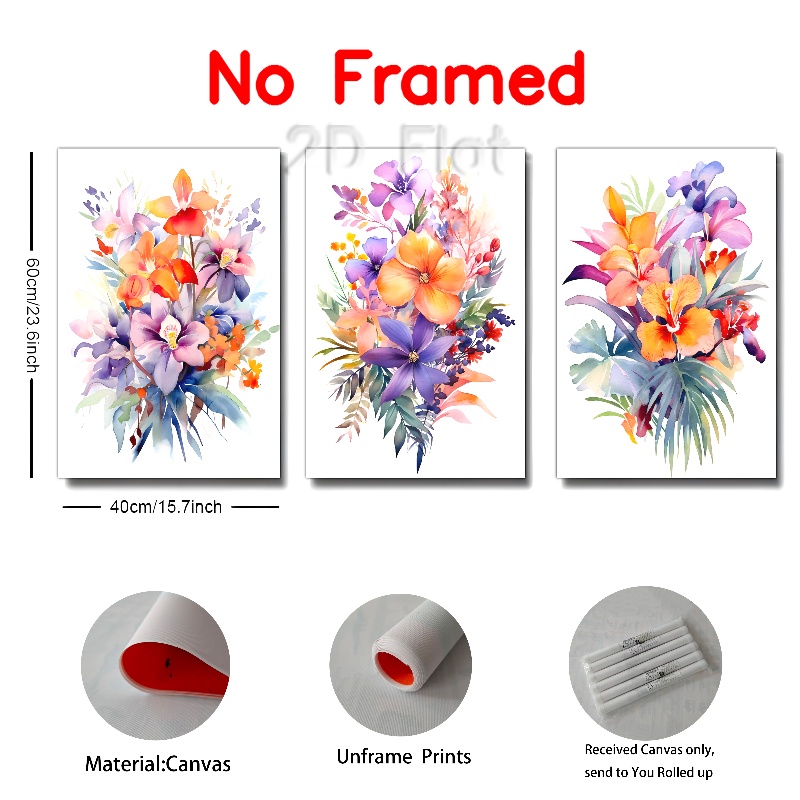 No Framed
2D Flat
60cm/23.6inch
40cm/15.7inch
Material:Canvas
Unframe Prints
Received Canvas only,
send to You Rolled up